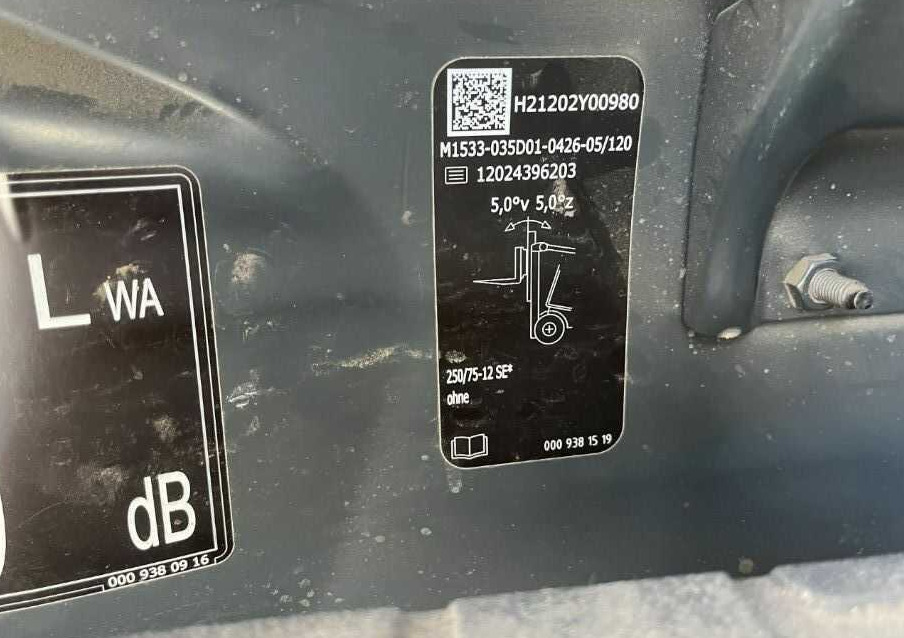 H21202Y00980
M1533-035D01-0426-05/120
12024396203
5,0°v 5,0°z
250/75-12 SE*
ohne
000 938 15 19
L WA
dB
000 938 09 16